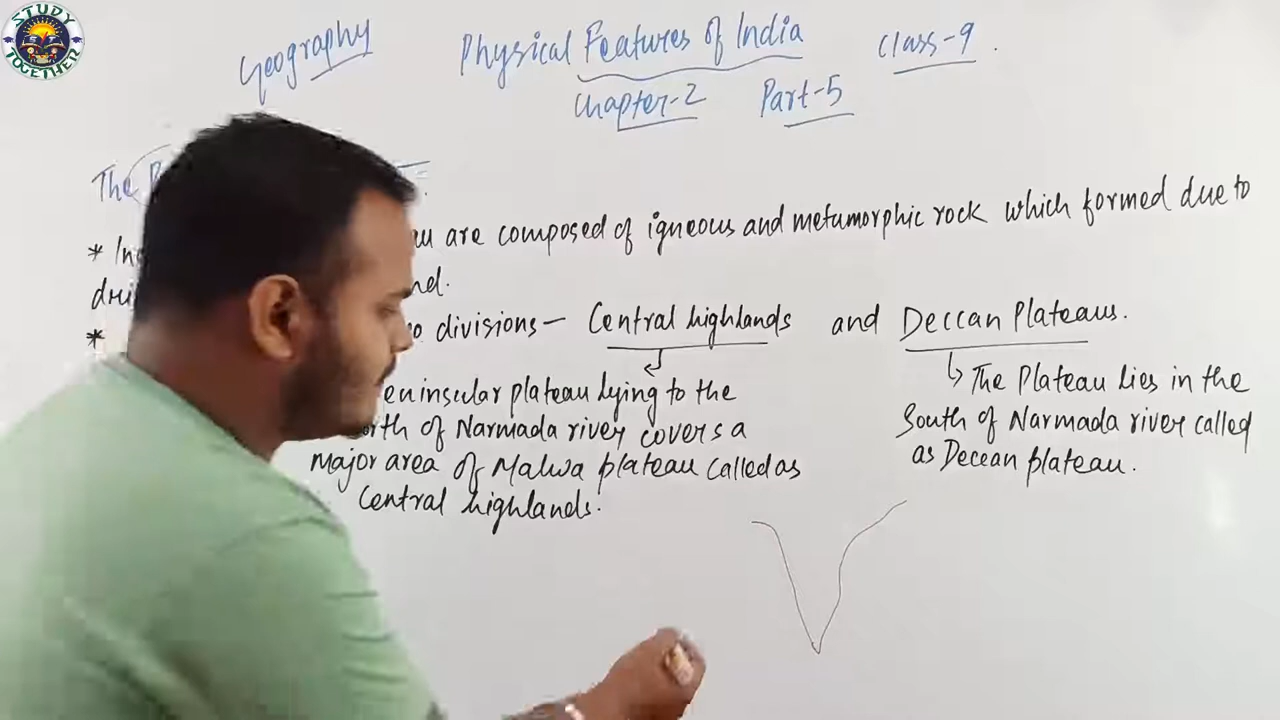 STUDY TOGETHER
Geography Physical Features of India Class-9.
Chapter-2 Part-5
The
* are composed of igneous and metamorphic rock which formed due to
* divisions – Central highlands and Deccan Plateaus.
peninsular plateau lying to the
north of Narmada river covers a
major area of Malwa plateau called as
Central highlands.
The Plateau lies in the
South of Narmada river called
as Deccan plateau.